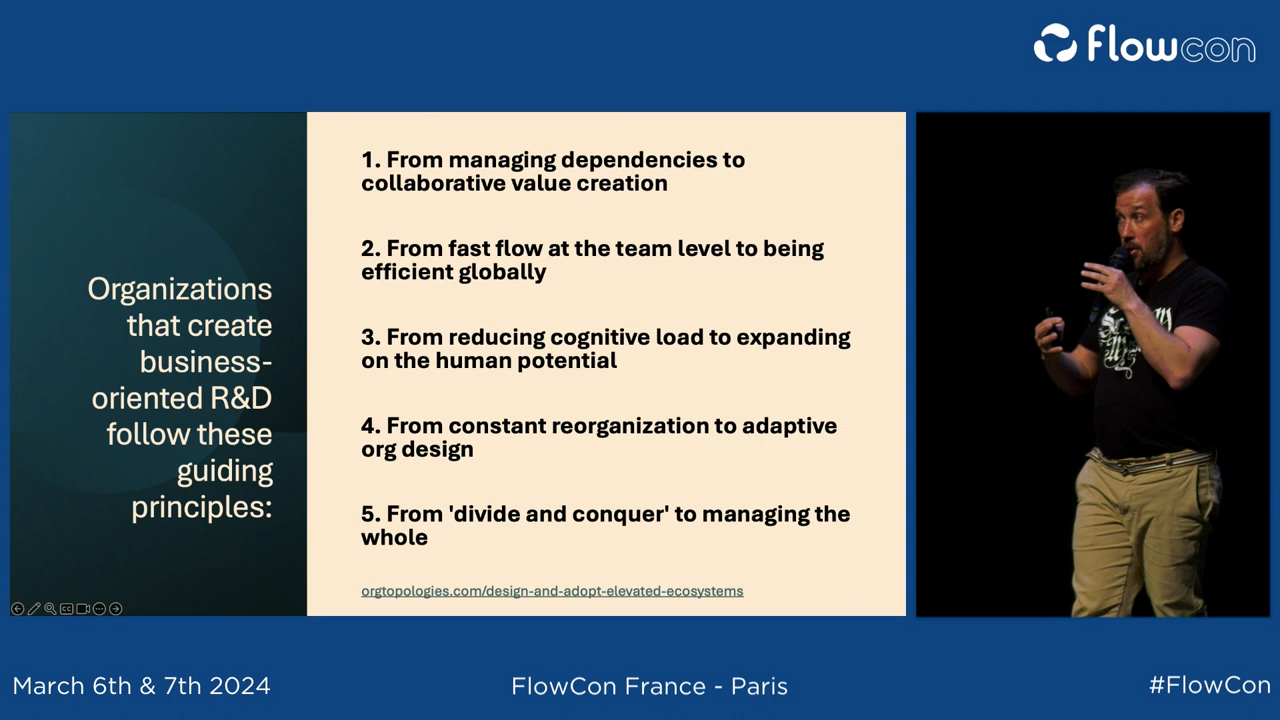 flowcon
Organizations
that create
business-
oriented R&D
follow these
guiding
principles:
1. From managing dependencies to
collaborative value creation
2. From fast flow at the team level to being
efficient globally
3. From reducing cognitive load to expanding
on the human potential
4. From constant reorganization to adaptive
org design
5. From 'divide and conquer' to managing the
whole
orgtopologies.com/design-and-adopt-elevated-ecosystems
March 6th & 7th 2024
FlowCon France - Paris
#FlowCon